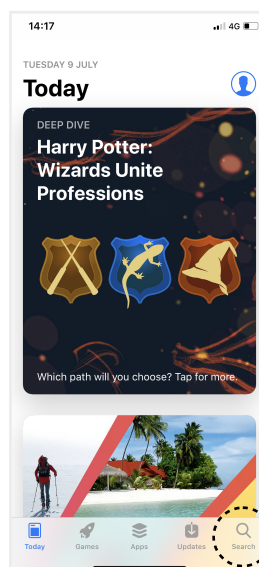 14:17
4G
TUESDAY 9 JULY
Today
DEEP DIVE
Harry Potter:
Wizards Unite
Professions
Which path will you choose? Tap for more.
Today
Games
Apps
Updates
Search